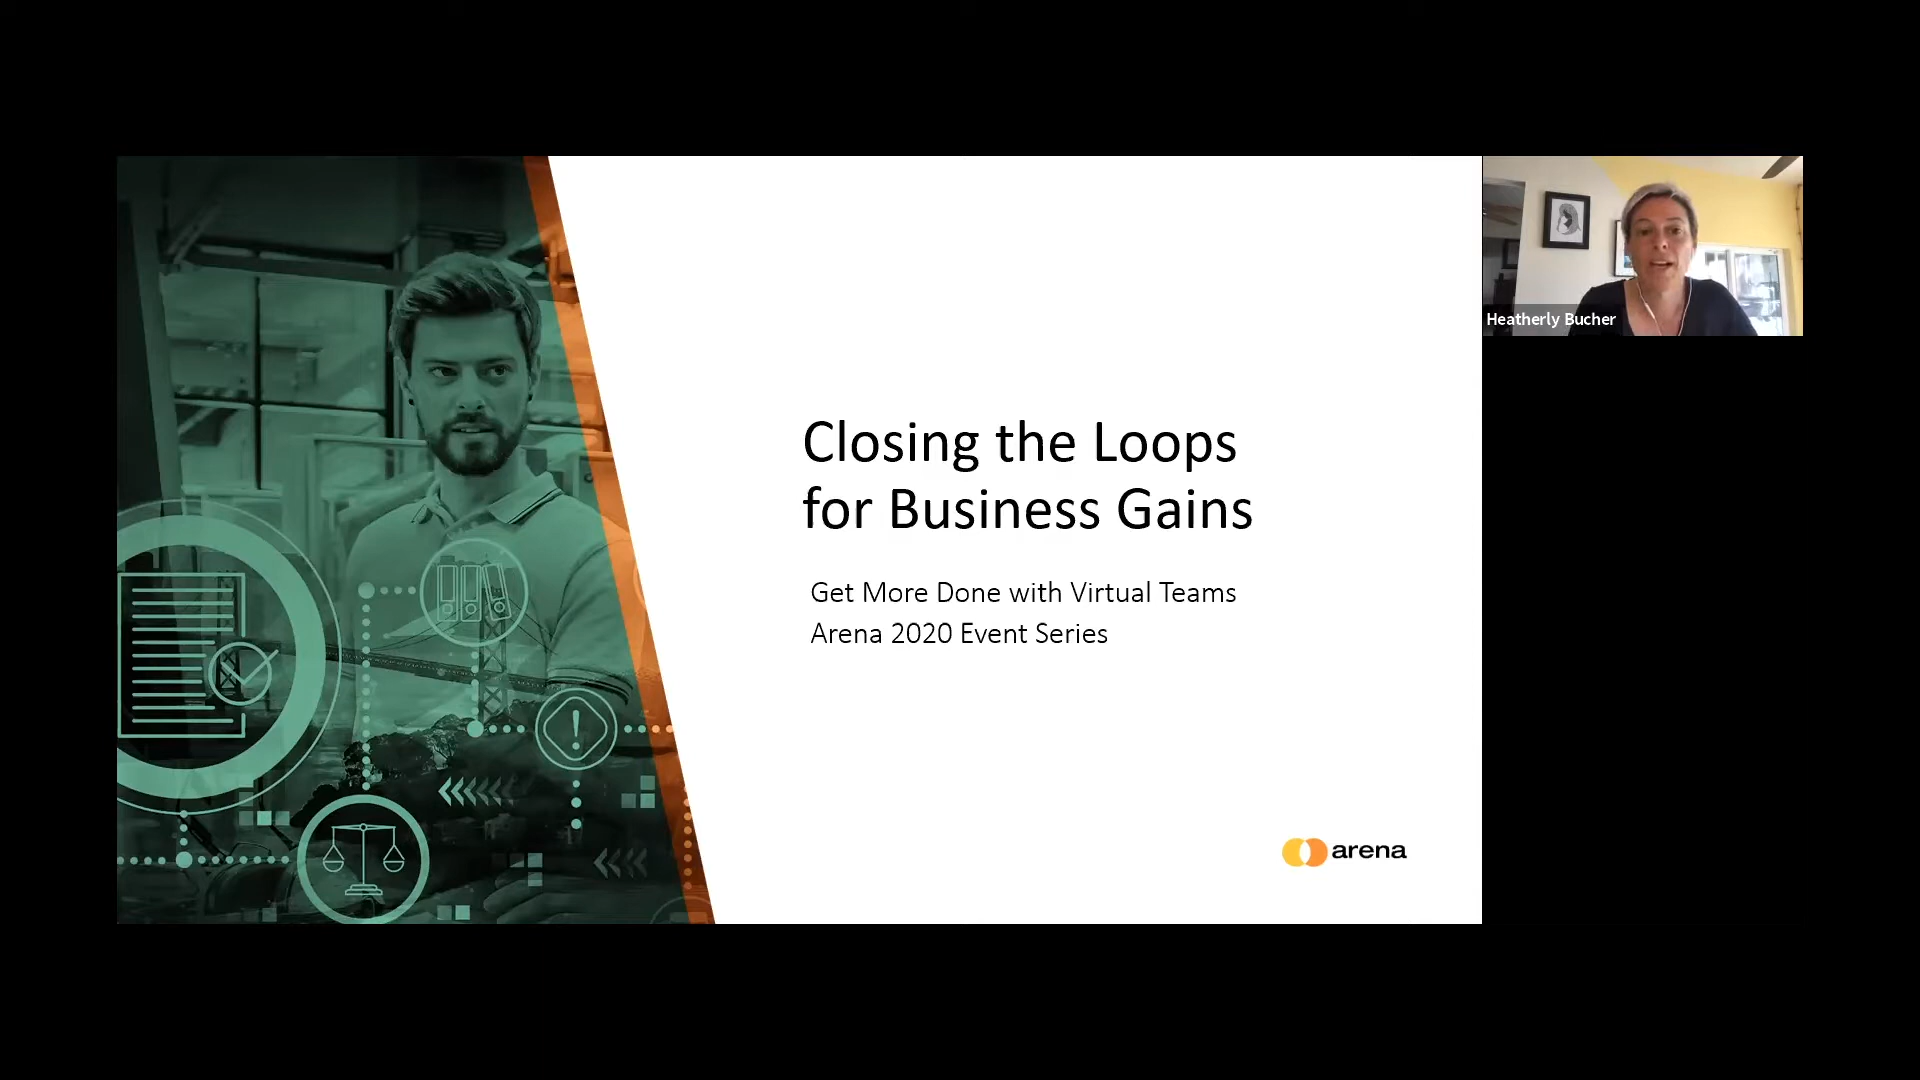 Closing the Loops
for Business Gains
Get More Done with Virtual Teams
Arena 2020 Event Series
arena
Heatherly Bucher